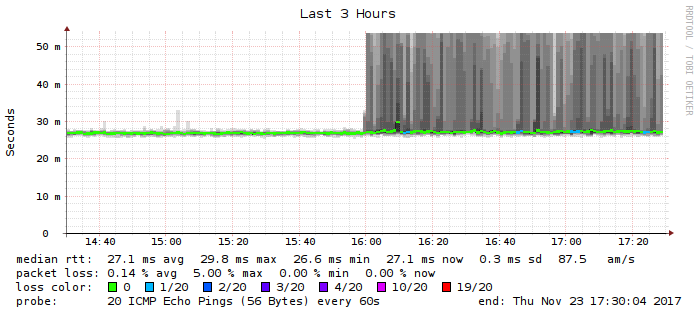 Last 3 Hours
RRDTOOL / TOBI OETIKER
Seconds
50 m
40 m
30 m
20 m
10 m
0
14:40 15:00 15:20 15:40 16:00 16:20 16:40 17:00 17:20
median rtt: 27.1 ms avg 29.8 ms max 26.6 ms min 27.1 ms now 0.3 ms sd 87.5 am/s
packet loss: 0.14 % avg 5.00 % max 0.00 % min 0.00 % now
loss color: 0 1/20 2/20 3/20 4/20 10/20 19/20
probe: 20 ICMP Echo Pings (56 Bytes) every 60s end: Thu Nov 23 17:30:04 2017